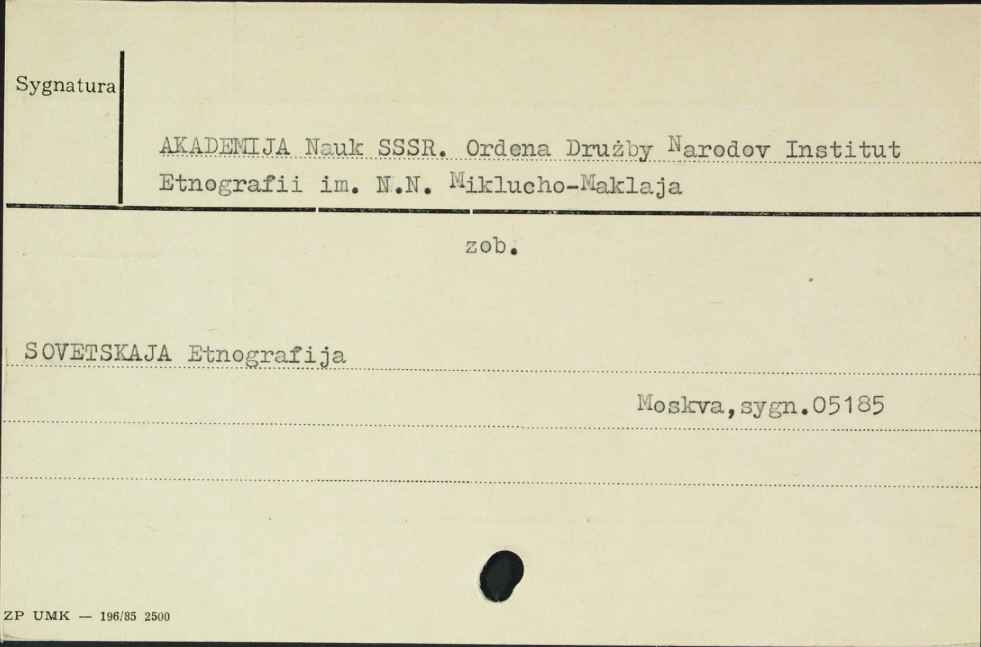 Sygnatura
AKADEMIJA Nauk SSSR. Ordena Drużby Narodov Institut
Etnografii im. N.N. Miklucho-Maklaja
zob.
SOVETSKAJA Etnografija
Moskva,sygn.05185
ZP UMK — 196/85 2500